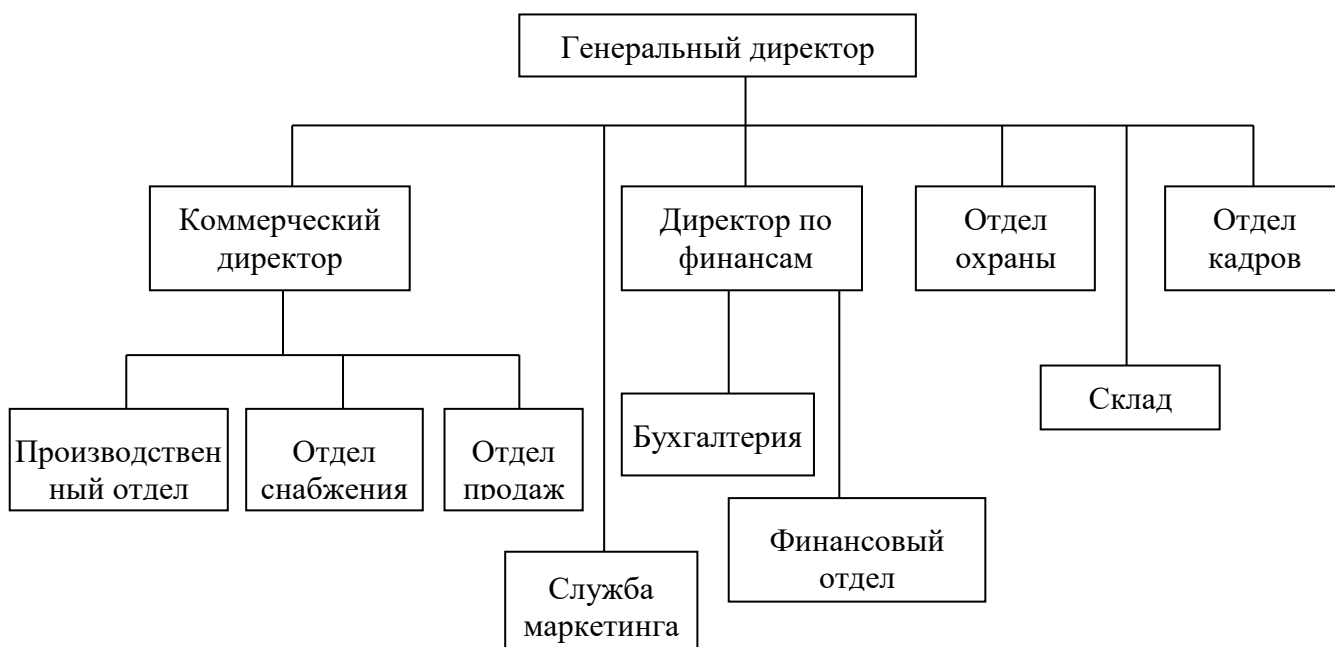 Генеральный директор
Коммерческий
директор
Директор по
финансам
Отдел
охраны
Отдел
кадров
Склад
Производствен
ный отдел
Отдел
снабжения
Отдел
продаж
Бухгалтерия
Финансовый
отдел
Служба
маркетинга